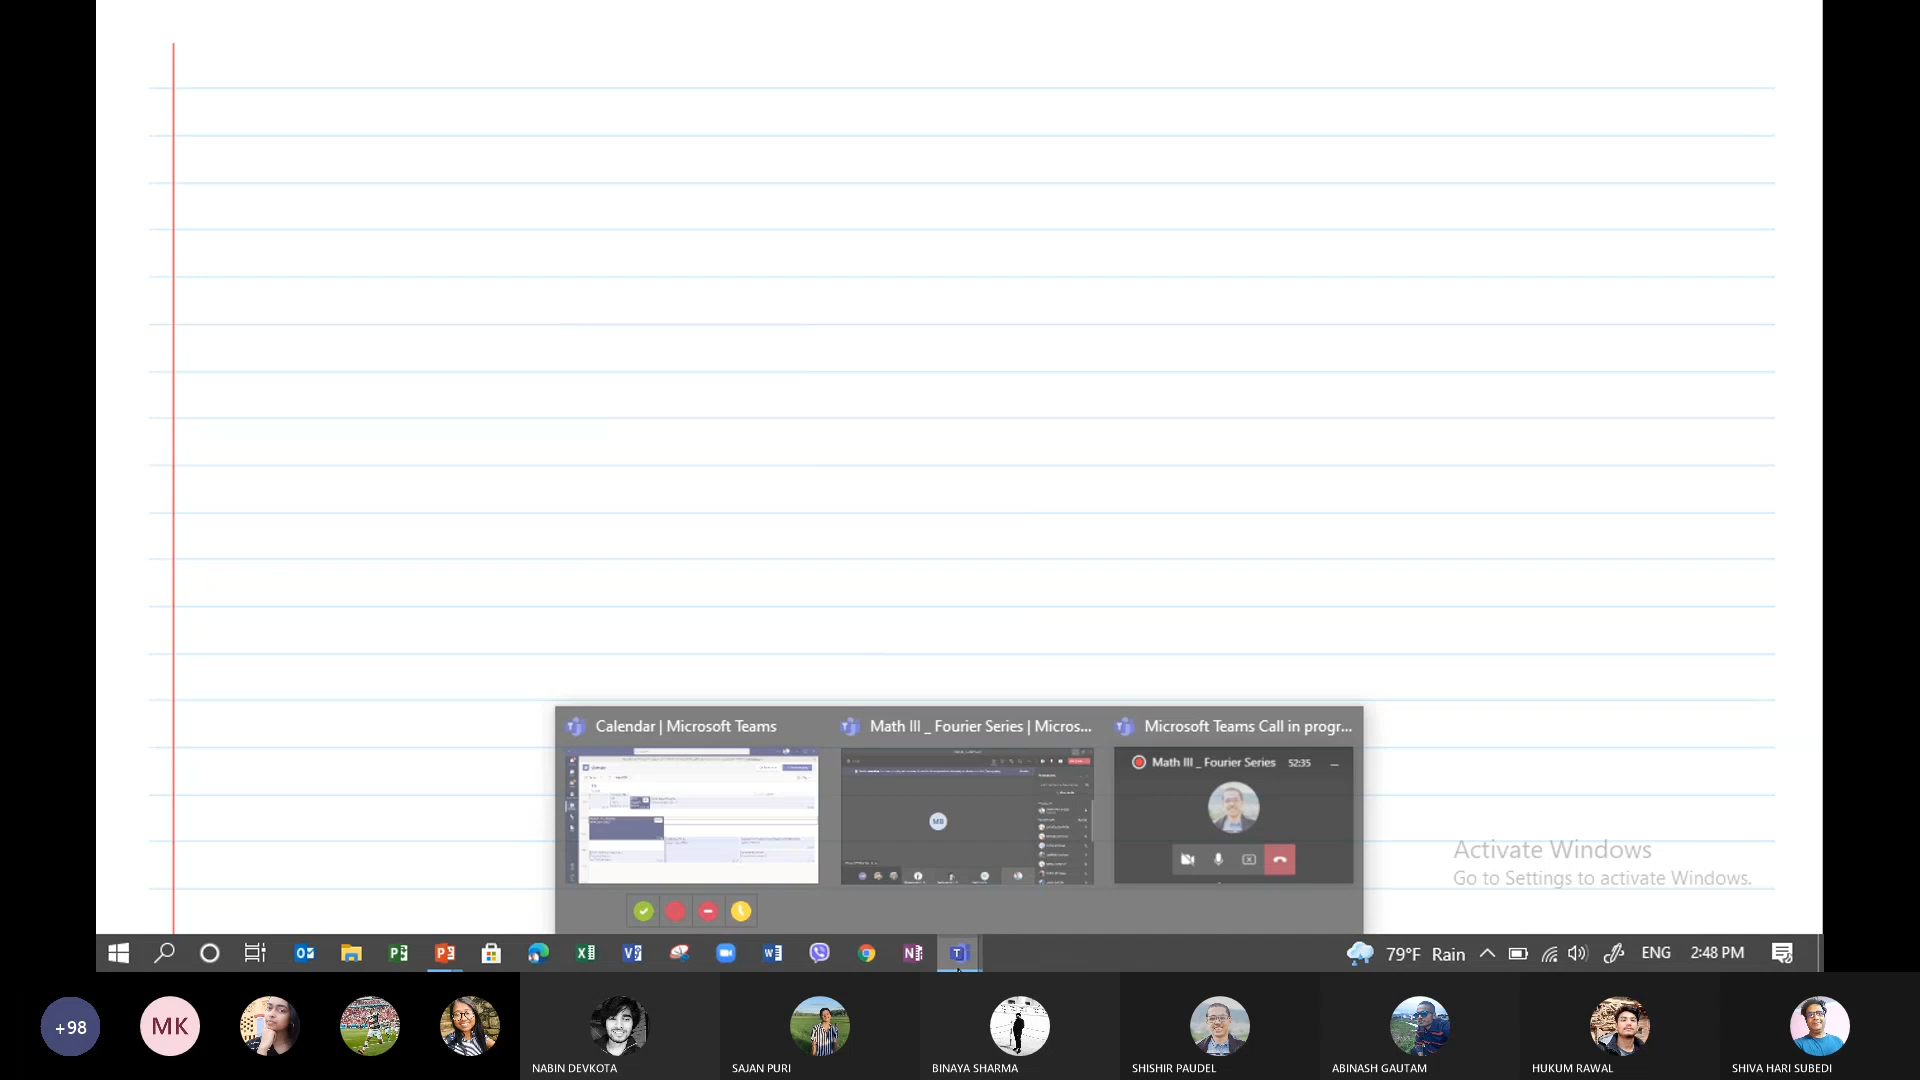 Calendar | Microsoft Teams
Math III _ Fourier Series | Micros...
Microsoft Teams Call in progr...
Math III _ Fourier Series 52:35
MB
Activate Windows
Go to Settings to activate Windows.
79°F Rain
ENG
2:48 PM
+98
MK
NABIN DEVKOTA
SAJAN PURI
BINAYA SHARMA
SHISHIR PAUDEL
ABINASH GAUTAM
HUKUM RAWAL
SHIVA HARI SUBEDI